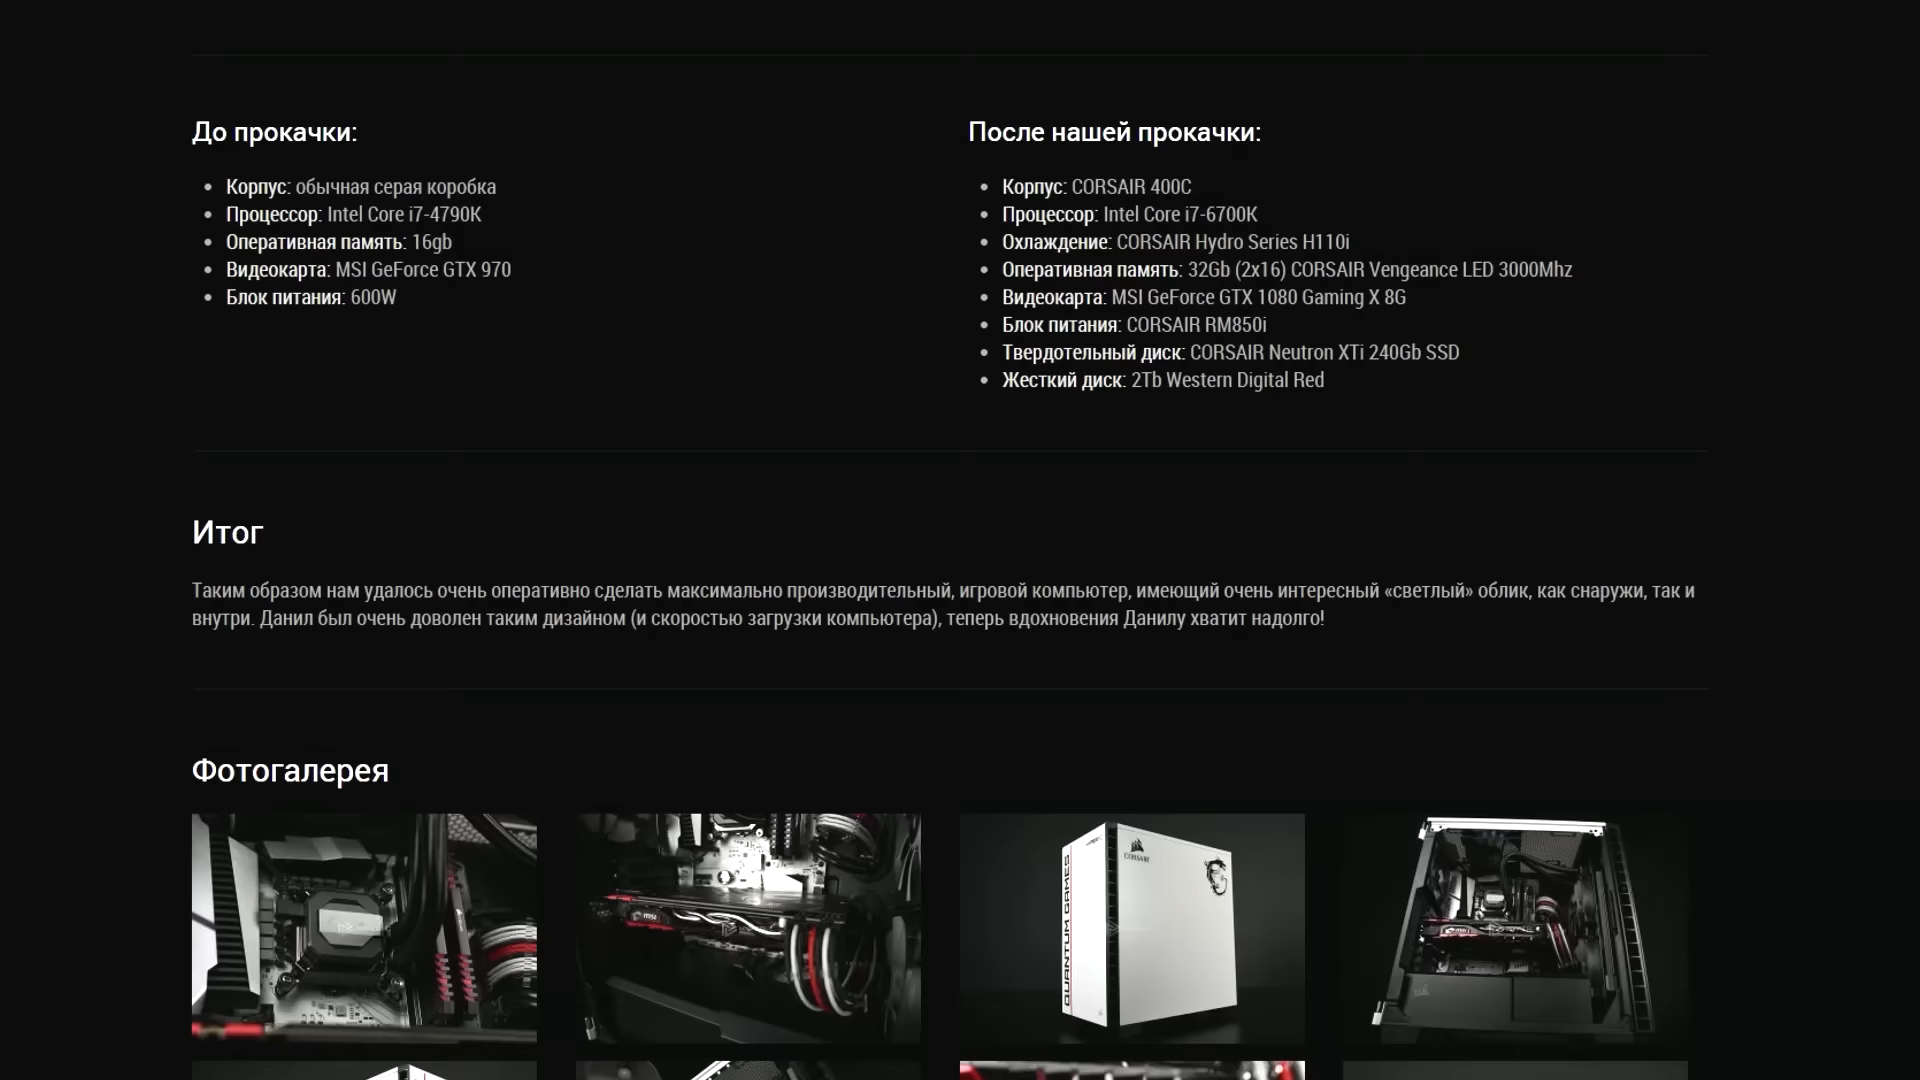 До прокачки:
Корпус: обычная серая коробка
Процессор: Intel Core i7-4790K
Оперативная память: 16gb
Видеокарта: MSI GeForce GTX 970
Блок питания: 600W
После нашей прокачки:
Корпус: CORSAIR 400C
Процессор: Intel Core i7-6700K
Охлаждение: CORSAIR Hydro Series H110i
Оперативная память: 32Gb (2x16) CORSAIR Vengeance LED 3000Mhz
Видеокарта: MSI GeForce GTX 1080 Gaming X 8G
Блок питания: CORSAIR RM850i
Твердотельный диск: CORSAIR Neutron XTi 240Gb SSD
Жесткий диск: 2Tb Western Digital Red
Итог
Таким образом нам удалось очень оперативно сделать максимально производительный, игровой компьютер, имеющий очень интересный «светлый» облик, как снаружи, так и
внутри. Данил был очень доволен таким дизайном (и скоростью загрузки компьютера), теперь вдохновения Данилу хватит надолго!
Фотогалерея
msi
QUANTUM GAMES
CORSAIR
msi